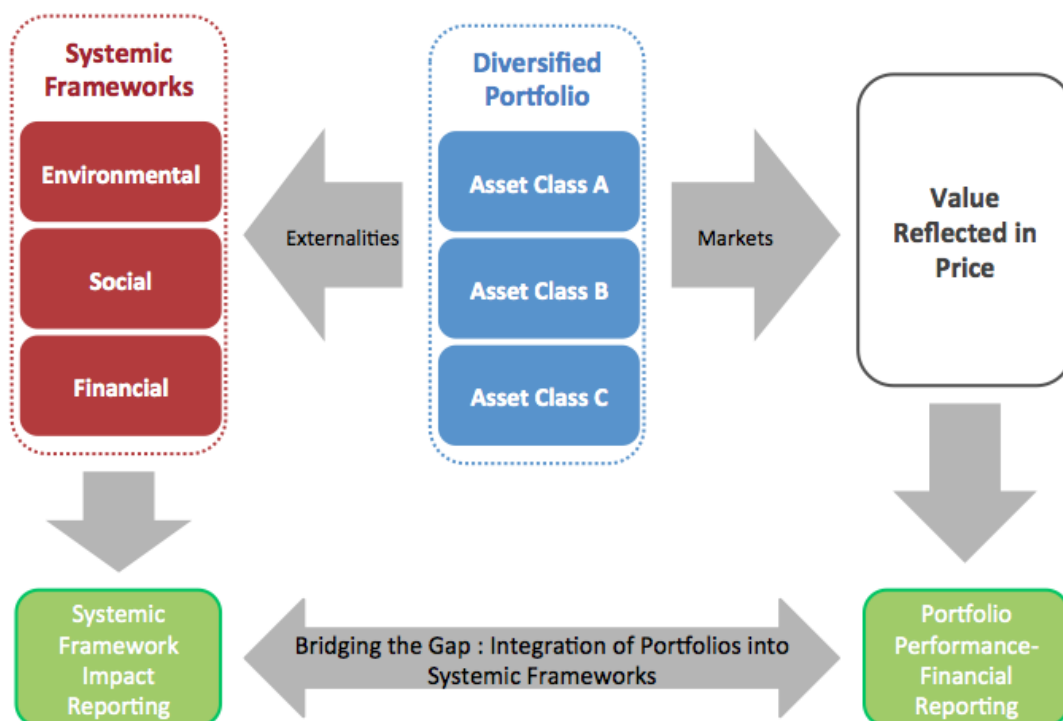 Systemic
Frameworks
Environmental
Social
Financial
Externalities
Diversified
Portfolio
Asset Class A
Asset Class B
Asset Class C
Markets
Value
Reflected in
Price
Systemic
Framework
Impact
Reporting
Bridging the Gap : Integration of Portfolios into
Systemic Frameworks
Portfolio
Performance-
Financial
Reporting